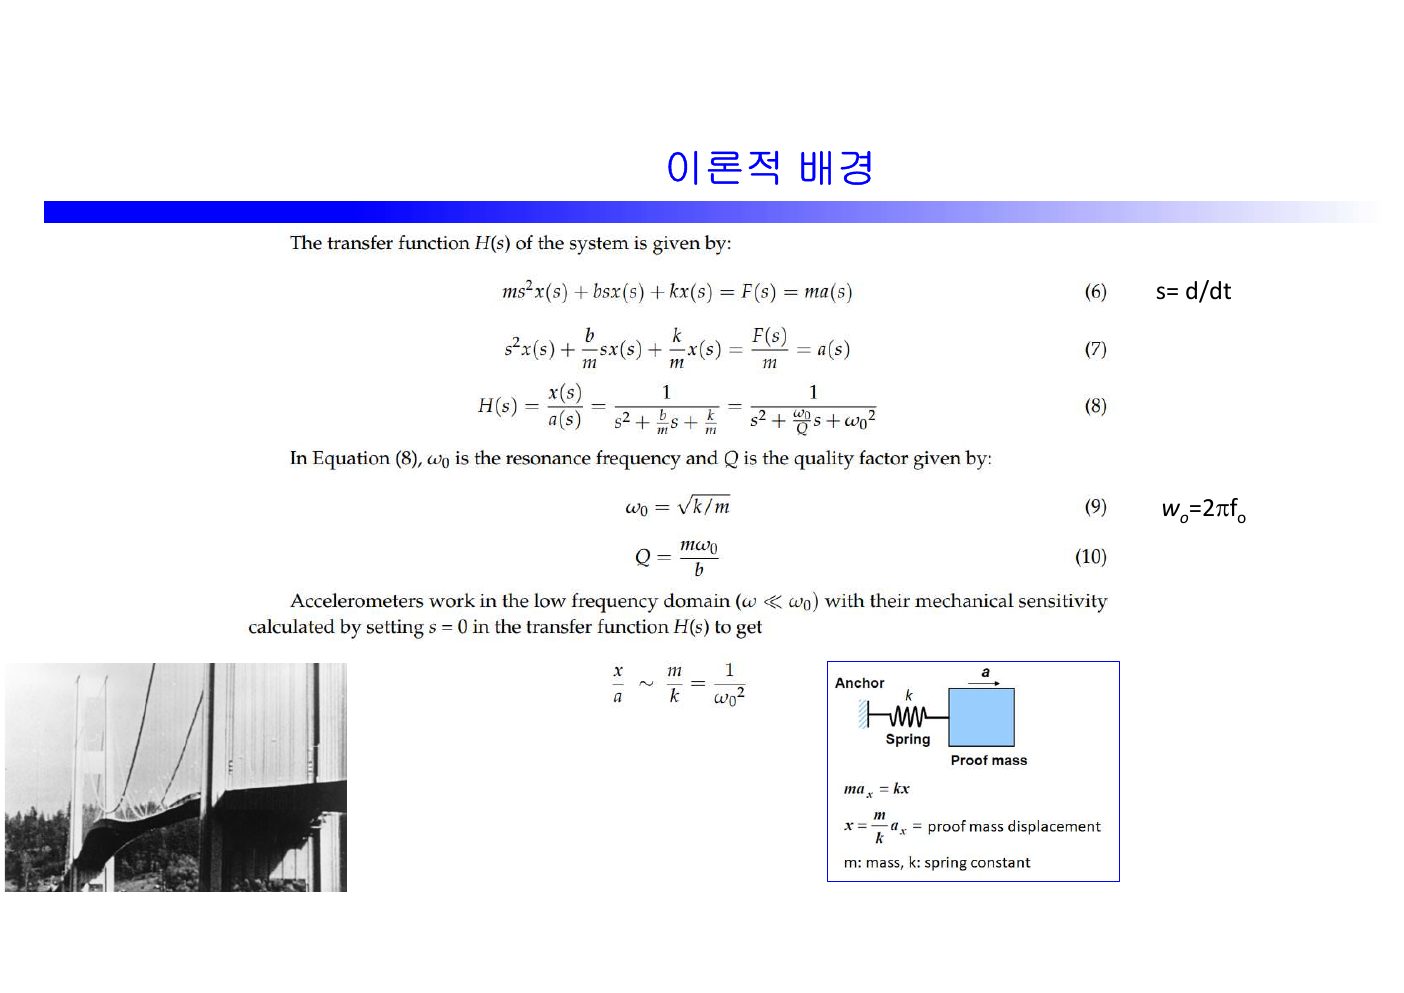 이론적 배경
The transfer function H(s) of the system is given by:
ms²x(s) + bsx(s) + kx(s) = F(s) = ma(s) (6) s= d/dt
s²x(s) + b/m sx(s) + k/m x(s) = F(s)/m = a(s) (7)
H(s) = x(s)/a(s) = 1/(s² + b/m s + k/m) = 1/(s² + ω₀/Q s + ω₀²) (8)
In Equation (8), ω₀ is the resonance frequency and Q is the quality factor given by:
ω₀ = √k/m (9) wₒ=2πfₒ
Q = mω₀/b (10)
Accelerometers work in the low frequency domain (ω ≪ ω₀) with their mechanical sensitivity
calculated by setting s = 0 in the transfer function H(s) to get
x/a ∼ m/k = 1/ω₀²
a
Anchor
k
Spring
Proof mass
maₓ = kx
x = m/k aₓ = proof mass displacement
m: mass, k: spring constant